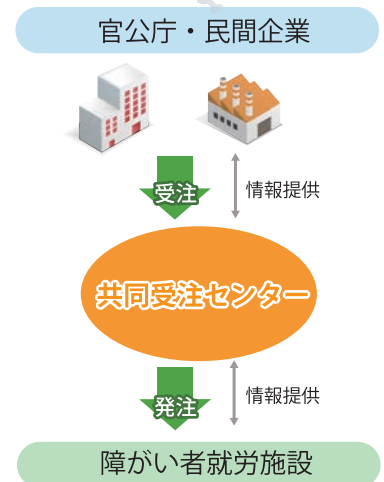 官公庁・民間企業
受注
情報提供
共同受注センター
発注
情報提供
障がい者就労施設